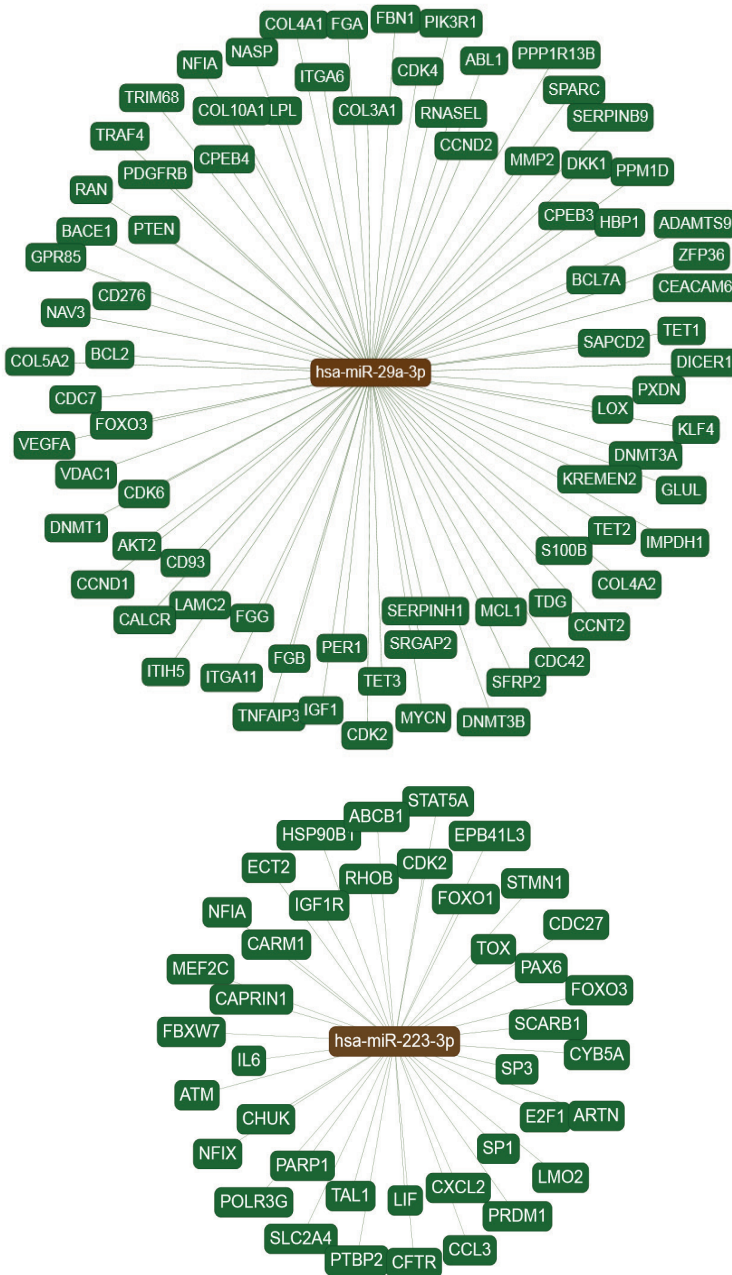 COL4A1
FGA
FBN1
PIK3R1
NASP
ABL1
PPP1R13B
NFIA
ITGA6
CDK4
SPARC
TRIM68
COL10A1
LPL
COL3A1
RNASEL
SERPINB9
TRAF4
CPEB4
CCND2
MMP2
DKK1
PPM1D
PDGFRB
RAN
PTEN
CPEB3
HBP1
ADAMTS9
BACE1
GPR85
ZFP36
CD276
BCL7A
CEACAM6
NAV3
TET1
SAPCD2
COL5A2
BCL2
hsa-miR-29a-3p
DICER1
PXDN
CDC7
LOX
FOXO3
KLF4
VEGFA
DNMT3A
VDAC1
KREMEN2
GLUL
CDK6
DNMT1
TET2
IMPDH1
AKT2
S100B
CD93
COL4A2
CCND1
LAMC2
TDG
CALCR
FGG
SERPINH1
MCL1
CCNT2
PER1
SRGAP2
FGB
CDC42
ITIH5
ITGA11
TET3
SFRP2
TNFAIP3
IGF1
MYCN
DNMT3B
CDK2
STAT5A
ABCB1
HSP90B1
EPB41L3
ECT2
RHOB
CDK2
STMN1
IGF1R
FOXO1
NFIA
CDC27
CARM1
TOX
MEF2C
PAX6
CAPRIN1
FOXO3
FBXW7
SCARB1
hsa-miR-223-3p
IL6
CYB5A
SP3
ATM
CHUK
E2F1
ARTN
NFIX
SP1
PARP1
LMO2
POLR3G
TAL1
LIF
CXCL2
PRDM1
SLC2A4
CCL3
PTBP2
CFTR